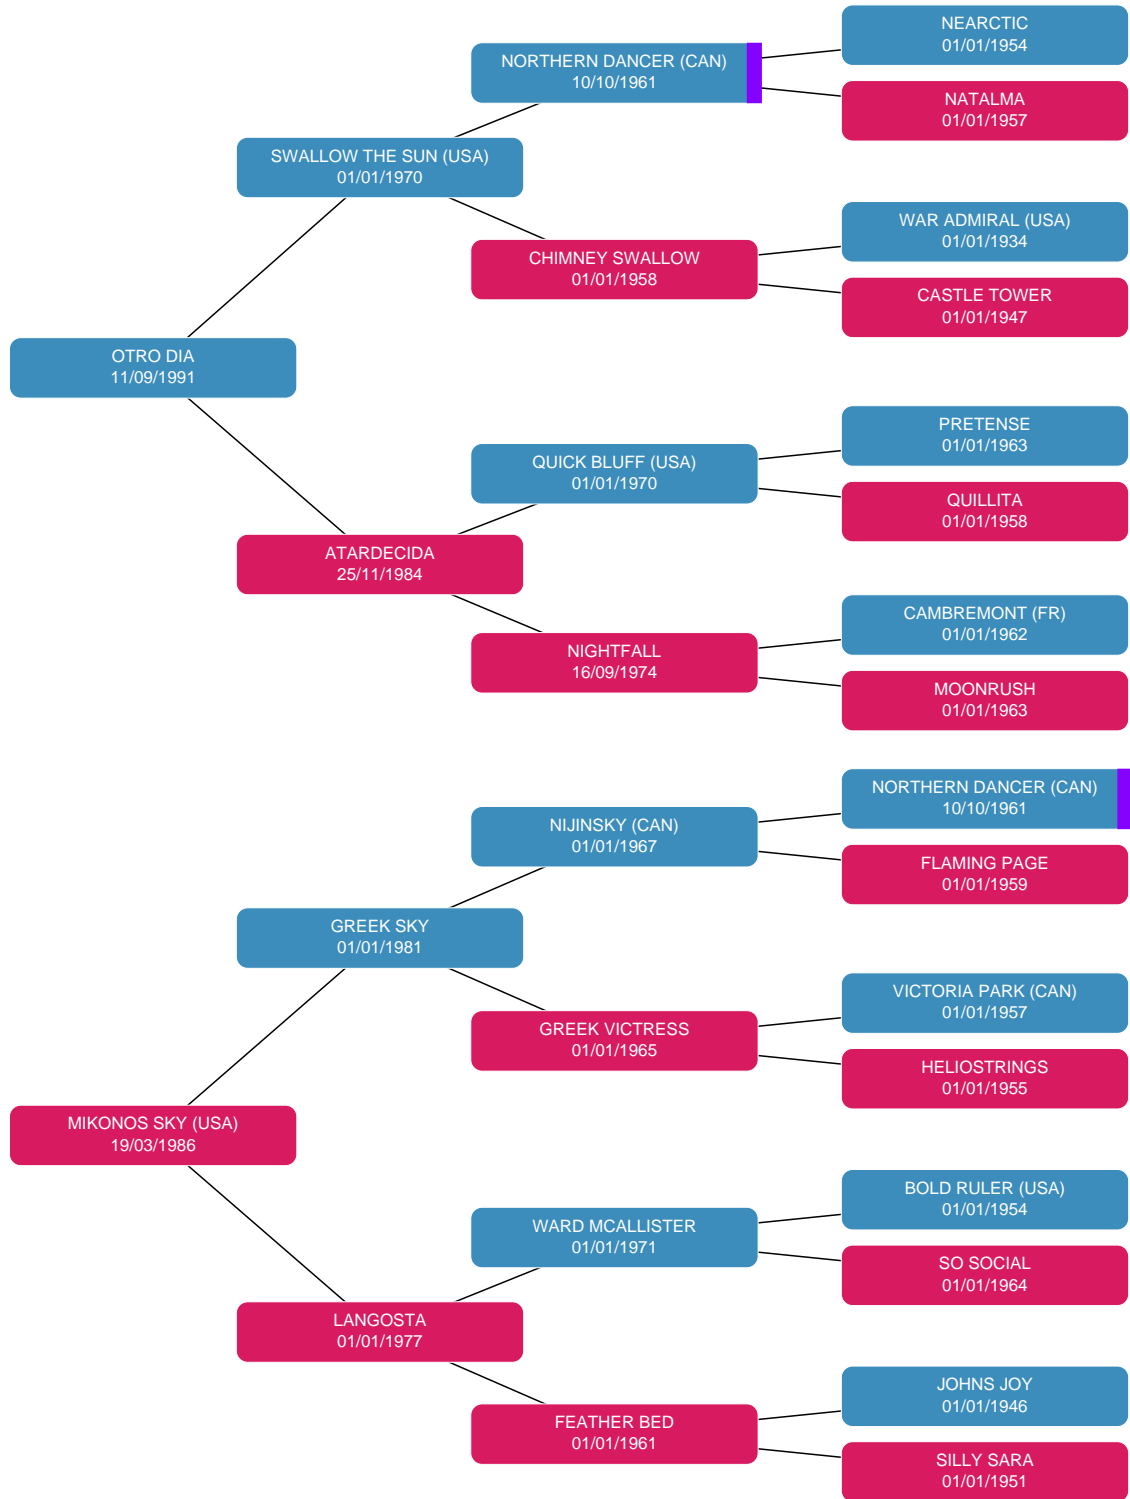 NEARCTIC
01/01/1954
NORTHERN DANCER (CAN)
10/10/1961
NATALMA
01/01/1957
SWALLOW THE SUN (USA)
01/01/1970
WAR ADMIRAL (USA)
01/01/1934
CHIMNEY SWALLOW
01/01/1958
CASTLE TOWER
01/01/1947
OTRO DIA
11/09/1991
PRETENSE
01/01/1963
QUICK BLUFF (USA)
01/01/1970
QUILLITA
01/01/1958
ATARDECIDA
25/11/1984
CAMBREMONT (FR)
01/01/1962
NIGHTFALL
16/09/1974
MOONRUSH
01/01/1963
NORTHERN DANCER (CAN)
10/10/1961
NIJINSKY (CAN)
01/01/1967
FLAMING PAGE
01/01/1959
GREEK SKY
01/01/1981
VICTORIA PARK (CAN)
01/01/1957
GREEK VICTRESS
01/01/1965
HELIOSTRINGS
01/01/1955
MIKONOS SKY (USA)
19/03/1986
BOLD RULER (USA)
01/01/1954
WARD MCALLISTER
01/01/1971
SO SOCIAL
01/01/1964
LANGOSTA
01/01/1977
JOHNS JOY
01/01/1946
FEATHER BED
01/01/1961
SILLY SARA
01/01/1951